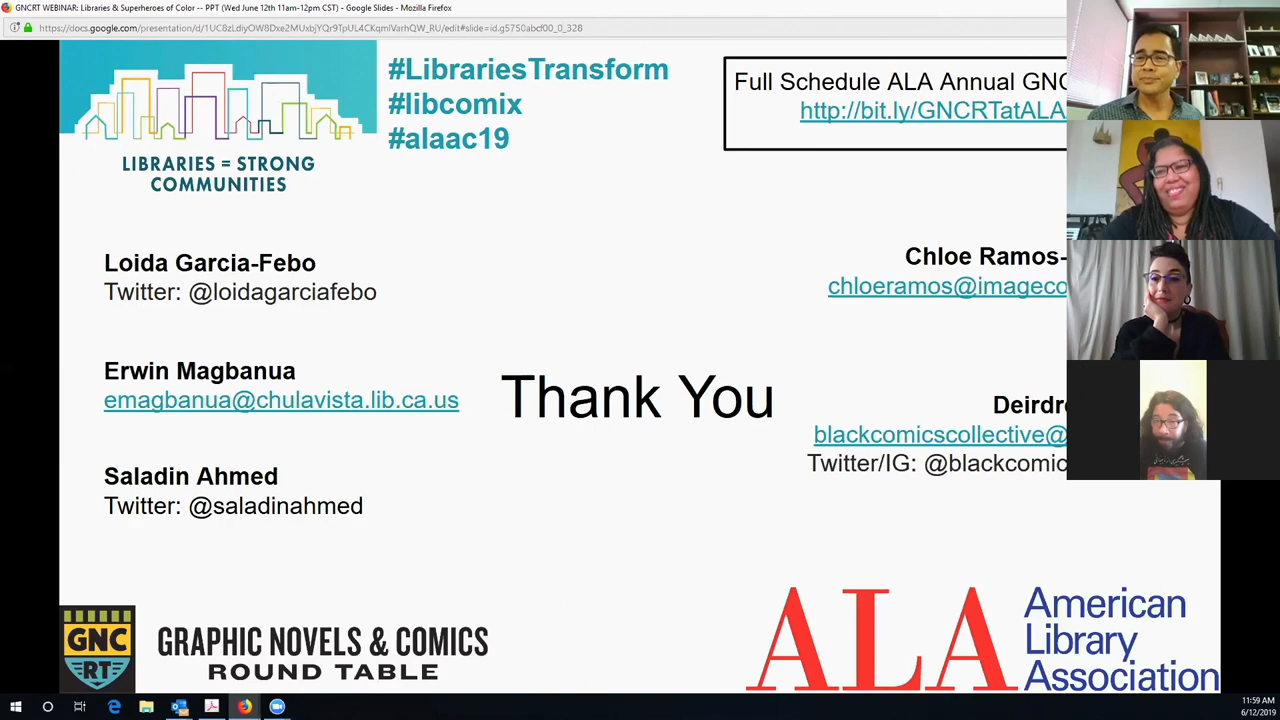 GNCRT WEBINAR: Libraries & Superheroes of Color -- PPT (Wed June 12th 11am-12pm CST) - Google Slides - Mozilla Firefox
#LibrariesTransform
#libcomix
#alaac19
LIBRARIES = STRONG
COMMUNITIES
Full Schedule ALA Annual GNC
http://bit.ly/GNCRTatALA
Loida Garcia-Febo
Twitter: @loidagarciafebo
Erwin Magbanua
emagbanua@chulavista.lib.ca.us
Saladin Ahmed
Twitter: @saladinahmed
Thank You
Chloe Ramos-
chloeramos@imageco
Deirdre
blackcomicscollective@
Twitter/IG: @blackcomic
GNC
RT
GRAPHIC NOVELS & COMICS
ROUND TABLE
ALA
American
Library
Association
11:59 AM
6/12/2019